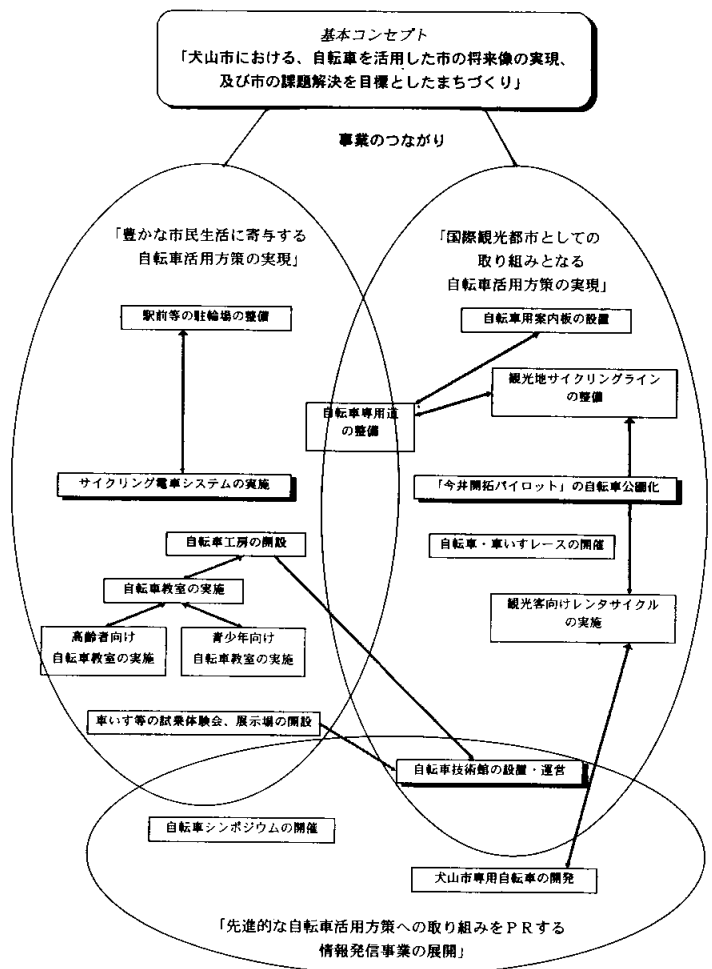 基本コンセプト
「犬山市における、自転車を活用した市の将来像の実現、
及び市の課題解決を目標としたまちづくり」
事業のつながり
「豊かな市民生活に寄与する
自転車活用方策の実現」
「国際観光都市としての
取り組みとなる
自転車活用方策の実現」
駅前等の駐輪場の整備
自転車用案内板の設置
観光地サイクリングライン
の整備
自転車専用道
の整備
サイクリング電車システムの実施
「今井開拓パイロット」の自転車公園化
自転車工房の開設
自転車・車いすレースの開催
自転車教室の実施
観光客向けレンタサイクル
の実施
高齢者向け
自転車教室の実施
青少年向け
自転車教室の実施
車いす等の試乗体験会、展示場の開設
自転車技術館の設置・運営
自転車シンポジウムの開催
犬山市専用自転車の開発
「先進的な自転車活用方策への取り組みをPRする
情報発信事業の展開」